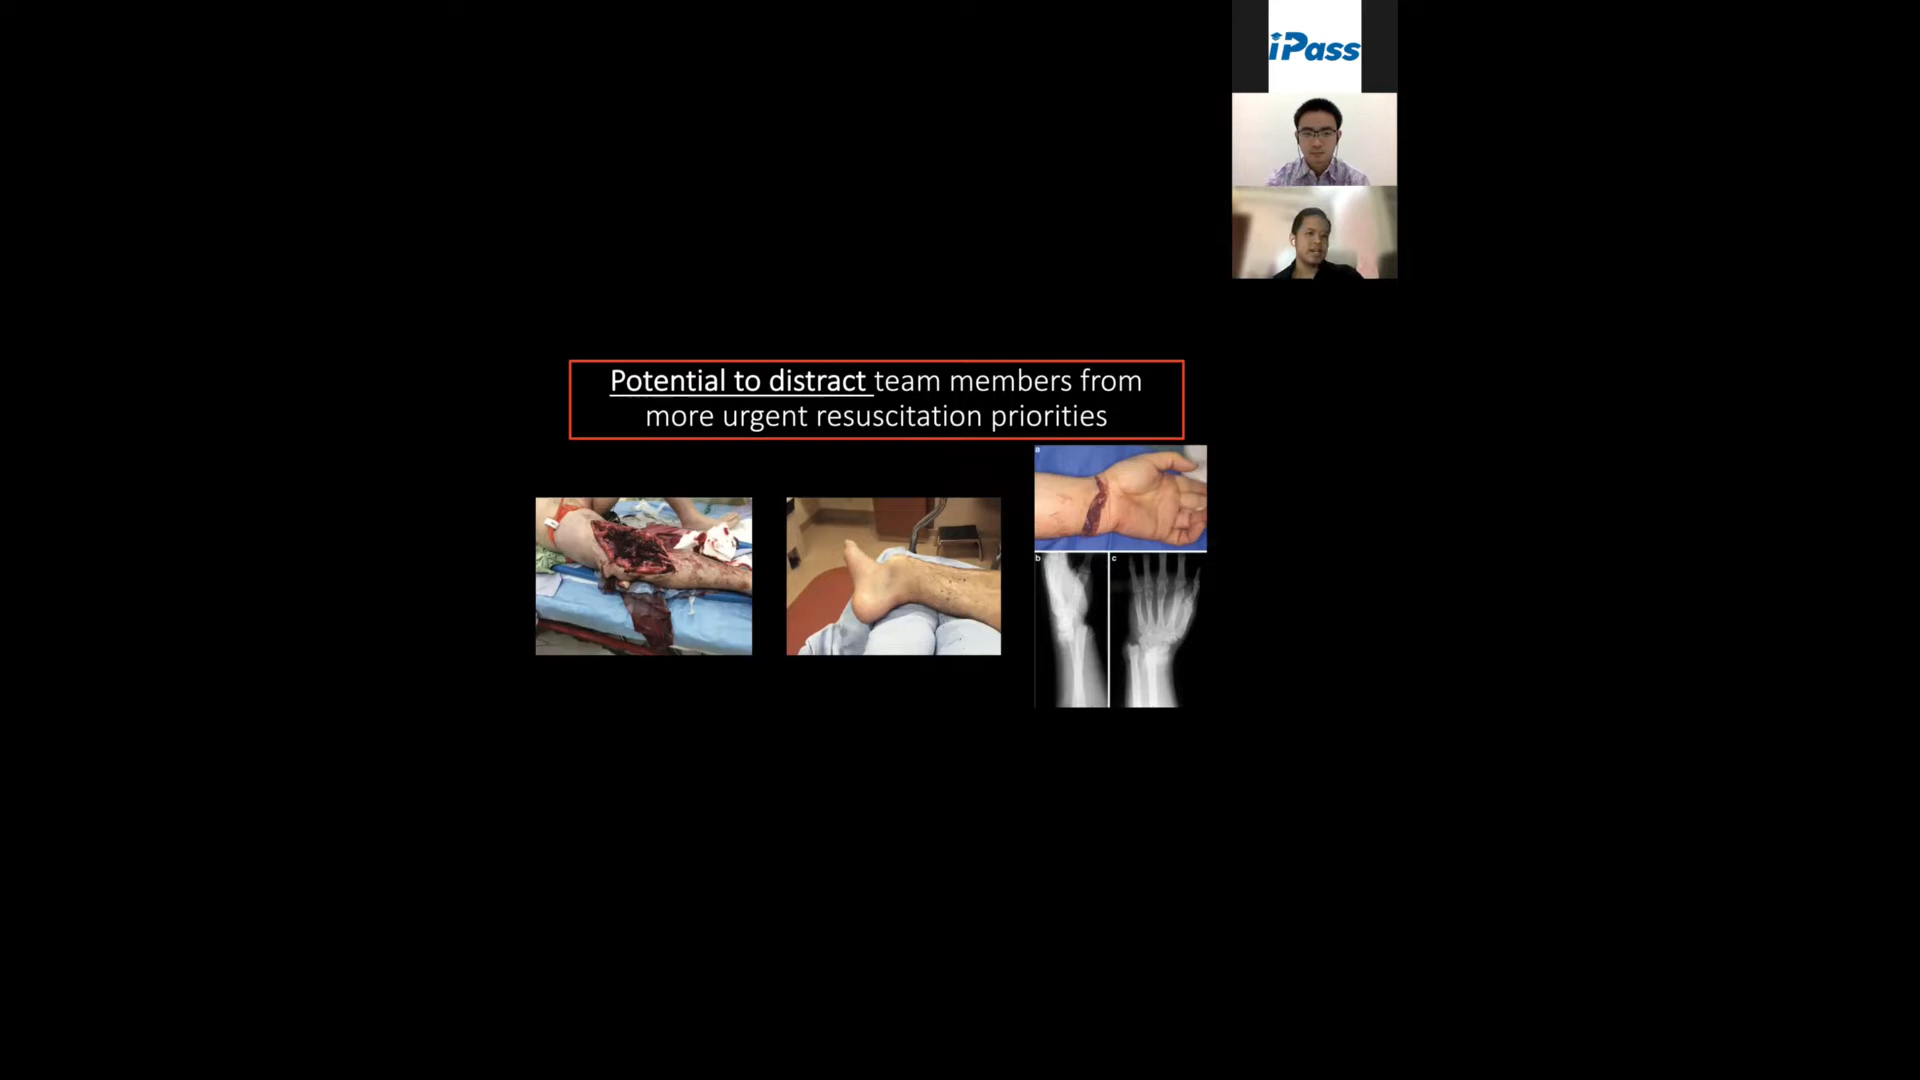 iPass
Potential to distract team members from
more urgent resuscitation priorities
a
b
c